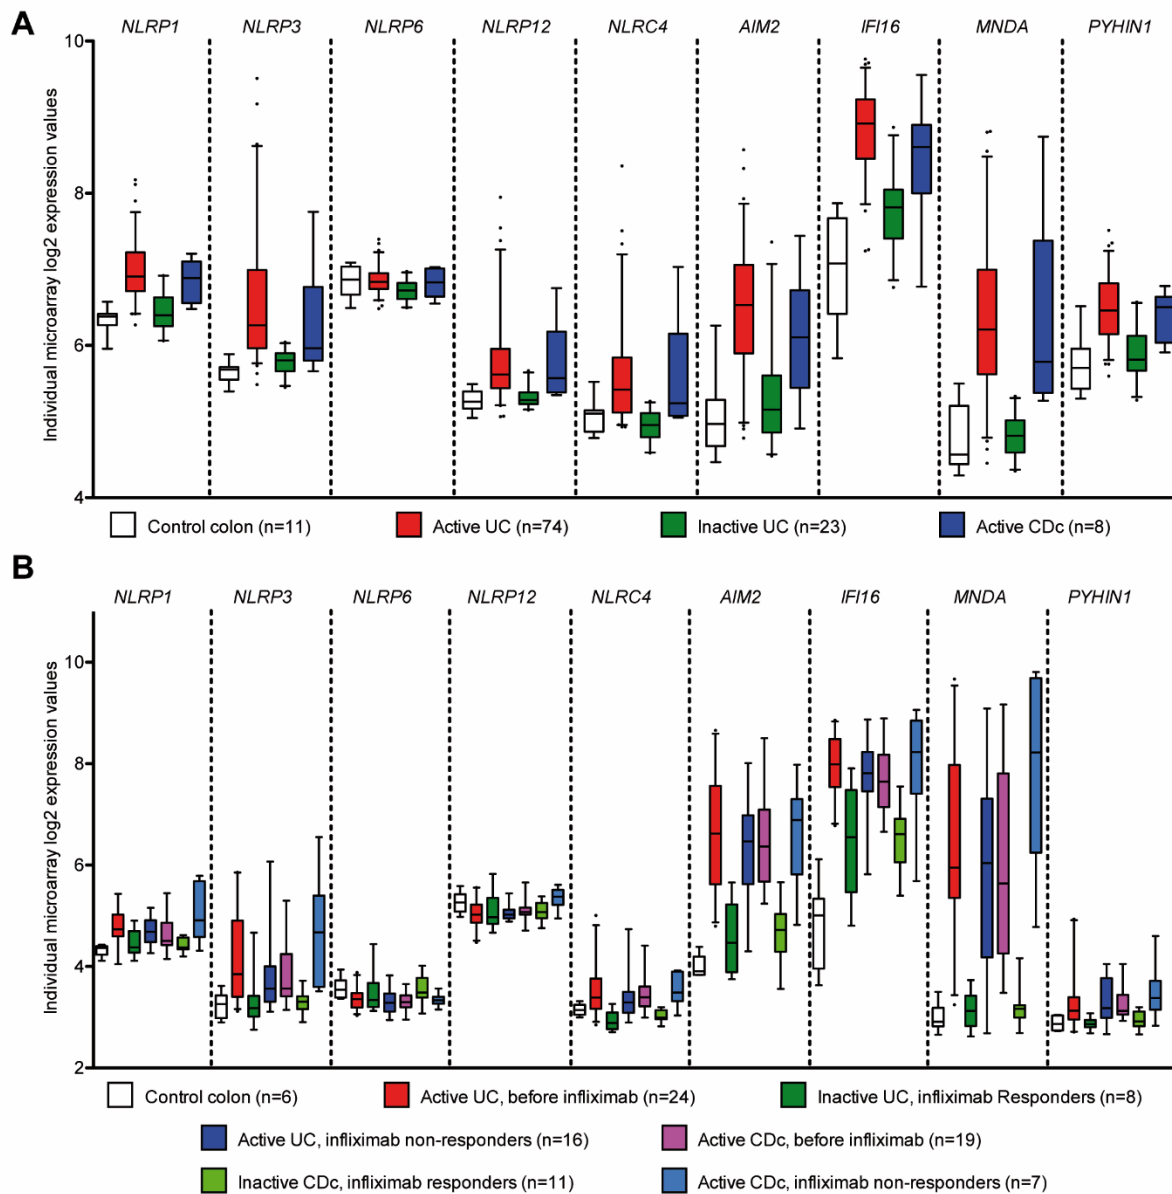 A
NLRP1 NLRP3 NLRP6 NLRP12 NLRC4 AIM2 IFI16 MNDA PYHIN1
Individual microarray log2 expression values
10
8
6
4
Control colon (n=11) Active UC (n=74) Inactive UC (n=23) Active CDc (n=8)
B
NLRP1 NLRP3 NLRP6 NLRP12 NLRC4 AIM2 IFI16 MNDA PYHIN1
Individual microarray log2 expression values
10
8
6
4
2
Control colon (n=6) Active UC, before infliximab (n=24) Inactive UC, infliximab Responders (n=8)
Active UC, infliximab non-responders (n=16) Active CDc, before infliximab (n=19)
Inactive CDc, infliximab responders (n=11) Active CDc, infliximab non-responders (n=7)